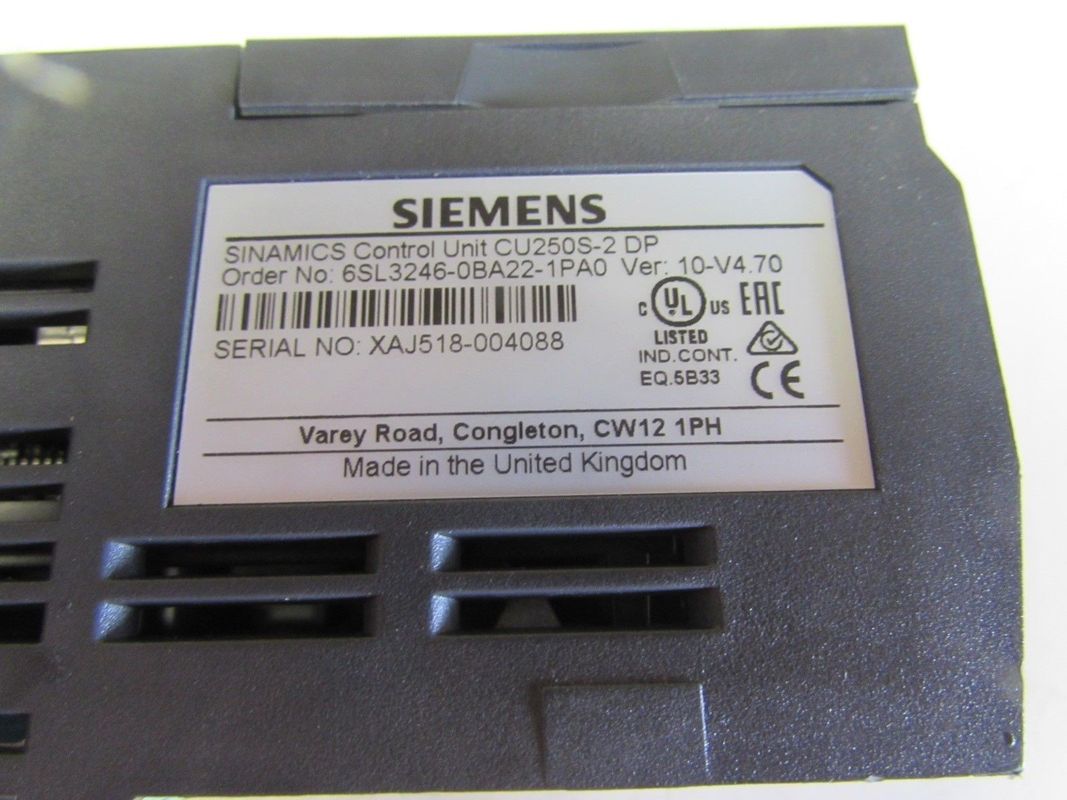 SIEMENS
SINAMICS Control Unit CU250S-2 DP
Order No: 6SL3246-0BA22-1PA0 Ver: 10-V4.70
SERIAL NO: XAJ518-004088
C UL US EAC
LISTED
IND.CONT.
EQ.5B33
CE
Varey Road, Congleton, CW12 1PH
Made in the United Kingdom